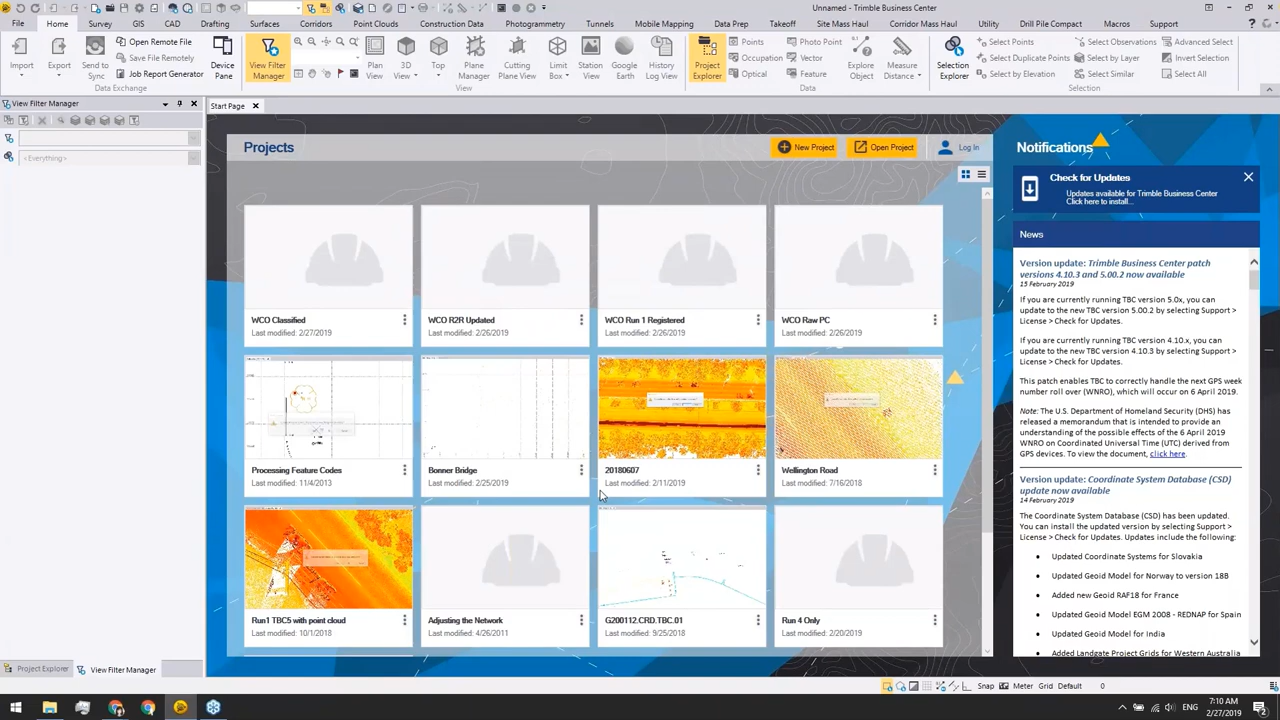 Unnamed - Trimble Business Center
File Home Survey GIS CAD Drafting Surfaces Corridors Point Clouds Construction Data Photogrammetry Tunnels Mobile Mapping Data Prep Takeoff Site Mass Haul Corridor Mass Haul Utility Drill Pile Compact Macros Support
Import
Export
Send to Sync
Open Remote File
Save File Remotely
Job Report Generator
Data Exchange
Device Pane
View Filter Manager
Plan View
3D View
Top
Plane Manager
Cutting Plane View
Limit Box
Station View
Google Earth
History Log View
View
Project Explorer
Points
Occupation
Optical
Photo Point
Vector
Feature
Explore Object
Measure Distance
Data
Selection Explorer
Select Points
Select Duplicate Points
Select by Elevation
Select Observations
Select by Layer
Select Similar
Advanced Select
Invert Selection
Select All
Selection
View Filter Manager
Start Page
<Everything>
Projects
New Project
Open Project
Log In
WCO Classified
Last modified: 2/27/2019
WCO R2R Updated
Last modified: 2/26/2019
WCO Run 1 Registered
Last modified: 2/26/2019
WCO Raw PC
Last modified: 2/26/2019
Processing Feature Codes
Last modified: 11/4/2013
Bonner Bridge
Last modified: 2/25/2019
20180607
Last modified: 2/11/2019
Wellington Road
Last modified: 7/16/2018
Run1 TBC5 with point cloud
Last modified: 10/1/2018
Adjusting the Network
Last modified: 4/26/2011
G200112.CRD.TBC.01
Last modified: 9/25/2018
Run 4 Only
Last modified: 2/20/2019
Notifications
Check for Updates
Updates available for Trimble Business Center
Click here to install...
News
Version update: Trimble Business Center patch
versions 4.10.3 and 5.00.2 now available
15 February 2019
If you are currently running TBC version 5.0x, you can
update to the new TBC version 5.00.2 by selecting Support >
License > Check for Updates.
If you are currently running TBC version 4.10.x, you can
update to the new TBC version 4.10.3 by selecting Support >
License > Check for Updates.
This patch enables TBC to correctly handle the next GPS week
number roll over (WNRO), which will occur on 6 April 2019.
Note: The U.S. Department of Homeland Security (DHS) has
released a memorandum that is intended to provide an
understanding of the possible effects of the 6 April 2019
WNRO on Coordinated Universal Time (UTC) derived from
GPS devices. To view the document, click here.
Version update: Coordinate System Database (CSD)
update now available
14 February 2019
The Coordinate System Database (CSD) has been updated.
You can install the updated version by selecting Support >
License > Check for Updates. Updates include the following:
• Updated Coordinate Systems for Slovakia
• Updated Geoid Model for Norway to version 18B
• Added new Geoid RAF18 for France
• Updated Geoid Model EGM 2008 - REDNAP for Spain
• Updated Geoid Model for India
• Added Landgate Project Grids for Western Australia
Project Explorer
View Filter Manager
Snap Meter Grid Default 0
ENG
7:10 AM
2/27/2019
2